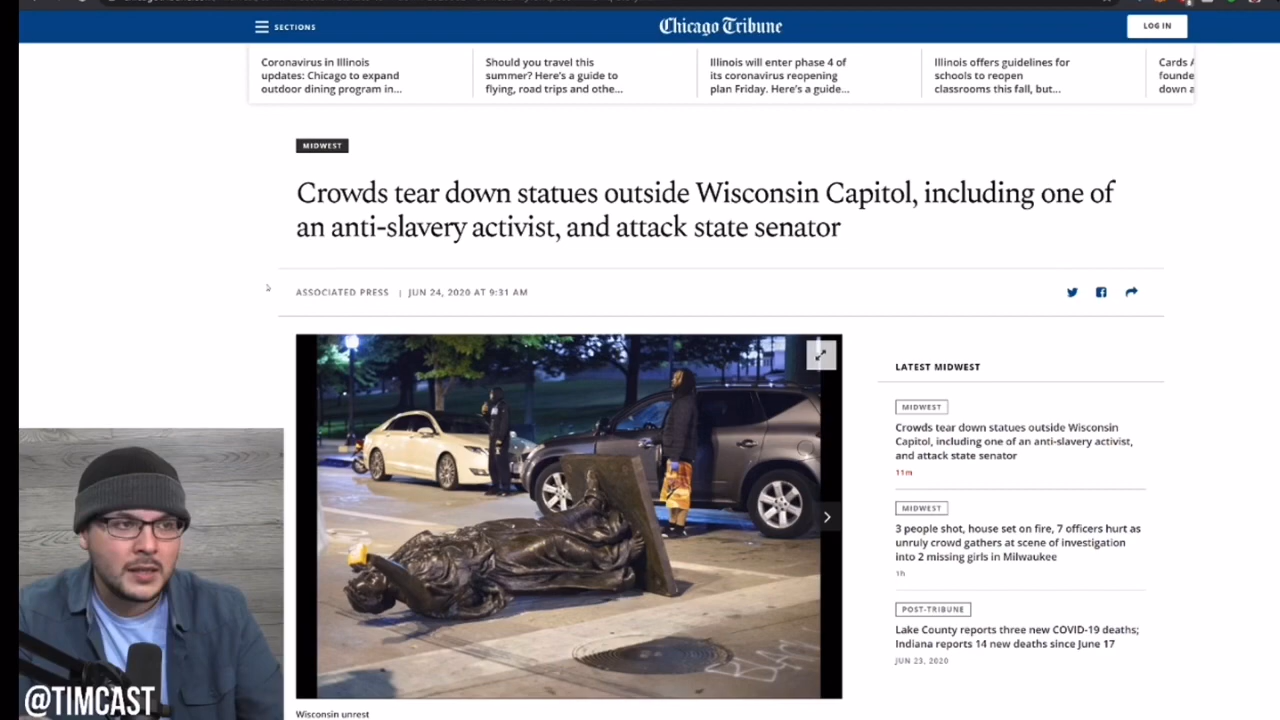 SECTIONS
Chicago Tribune
LOG IN
Coronavirus in Illinois
updates: Chicago to expand
outdoor dining program in...
Should you travel this
summer? Here's a guide to
flying, road trips and othe...
Illinois will enter phase 4 of
its coronavirus reopening
plan Friday. Here's a guide...
Illinois offers guidelines for
schools to reopen
classrooms this fall, but...
Cards
founde
down a
MIDWEST
Crowds tear down statues outside Wisconsin Capitol, including one of
an anti-slavery activist, and attack state senator
ASSOCIATED PRESS | JUN 24, 2020 AT 9:31 AM
Wisconsin unrest
LATEST MIDWEST
MIDWEST
Crowds tear down statues outside Wisconsin
Capitol, including one of an anti-slavery activist,
and attack state senator
11m
MIDWEST
3 people shot, house set on fire, 7 officers hurt as
unruly crowd gathers at scene of investigation
into 2 missing girls in Milwaukee
1h
POST-TRIBUNE
Lake County reports three new COVID-19 deaths;
Indiana reports 14 new deaths since June 17
JUN 23, 2020
@TIMCAST